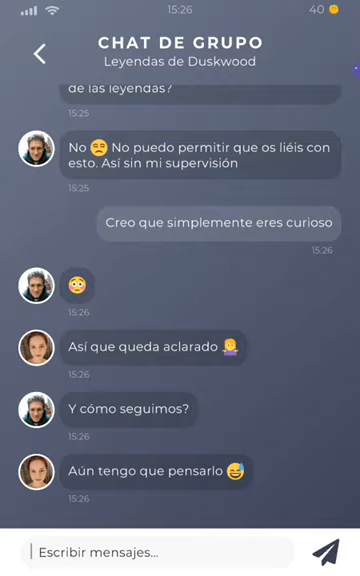 15:26
40
CHAT DE GRUPO
Leyendas de Duskwood
de las leyendas?
15:25
No 😒 No puedo permitir que os liéis con
esto. Así sin mi supervisión
15:25
Creo que simplemente eres curioso
15:26
😳
15:26
Así que queda aclarado 💁‍♀️
15:26
Y cómo seguimos?
15:26
Aún tengo que pensarlo 😅
15:26
Escribir mensajes...